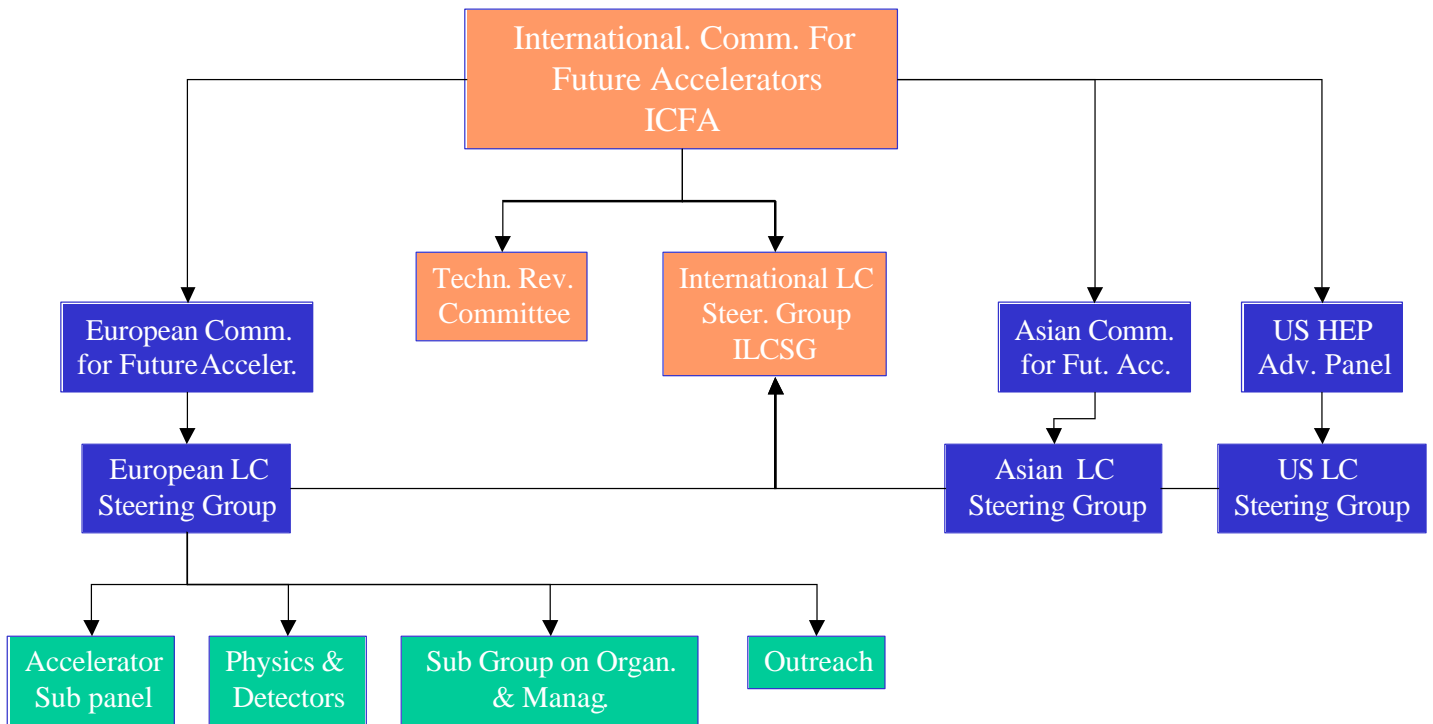 International. Comm. For
Future Accelerators
ICFA
Techn. Rev.
Committee
International LC
Steer. Group
ILCSG
European Comm.
for Future Acceler.
Asian Comm.
for Fut. Acc.
US HEP
Adv. Panel
European LC
Steering Group
Asian LC
Steering Group
US LC
Steering Group
Accelerator
Sub panel
Physics &
Detectors
Sub Group on Organ.
& Manag.
Outreach